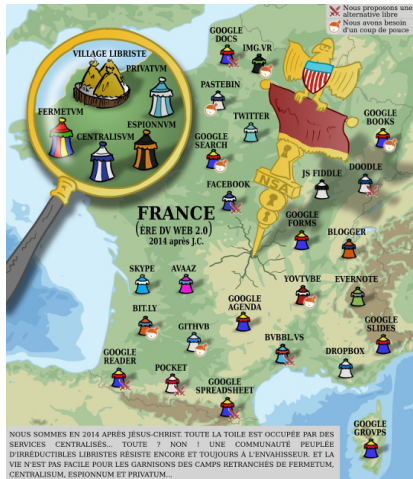 Nous proposons une
alternative libre
Nous avons besoin
d'un coup de pouce
GOOGLE
DOCS
IMG.VR
VILLAGE LIBRISTE
PRIVATVM
PASTEBIN
FERMETVM
ESPIONNVM
CENTRALISVM
TWITTER
GOOGLE
BOOKS
GOOGLE
SEARCH
NSA
JS FIDDLE
DOODLE
FACEBOOK
FRANCE
(ÈRE DV WEB 2.0)
2014 après J.C.
GOOGLE
FORMS
BLOGGER
SKYPE
AVAAZ
YOVTVBE
EVERNOTE
BIT.LY
GOOGLE
AGENDA
GITHVB
GOOGLE
SLIDES
BVBBL.VS
GOOGLE
READER
DROPBOX
POCKET
GOOGLE
SPREADSHEET
GOOGLE
GROVPS
NOUS SOMMES EN 2014 APRÈS JÉSUS-CHRIST. TOUTE LA TOILE EST OCCUPÉE PAR DES
SERVICES CENTRALISÉS... TOUTE ? NON ! UNE COMMUNAUTÉ PEUPLÉE
D'IRRÉDUCTIBLES LIBRISTES RÉSISTE ENCORE ET TOUJOURS À L'ENVAHISSEUR. ET LA
VIE N'EST PAS FACILE POUR LES GARNISONS DES CAMPS RETRANCHÉS DE FERMETUM,
CENTRALISUM, ESPIONNUM ET PRIVATUM...